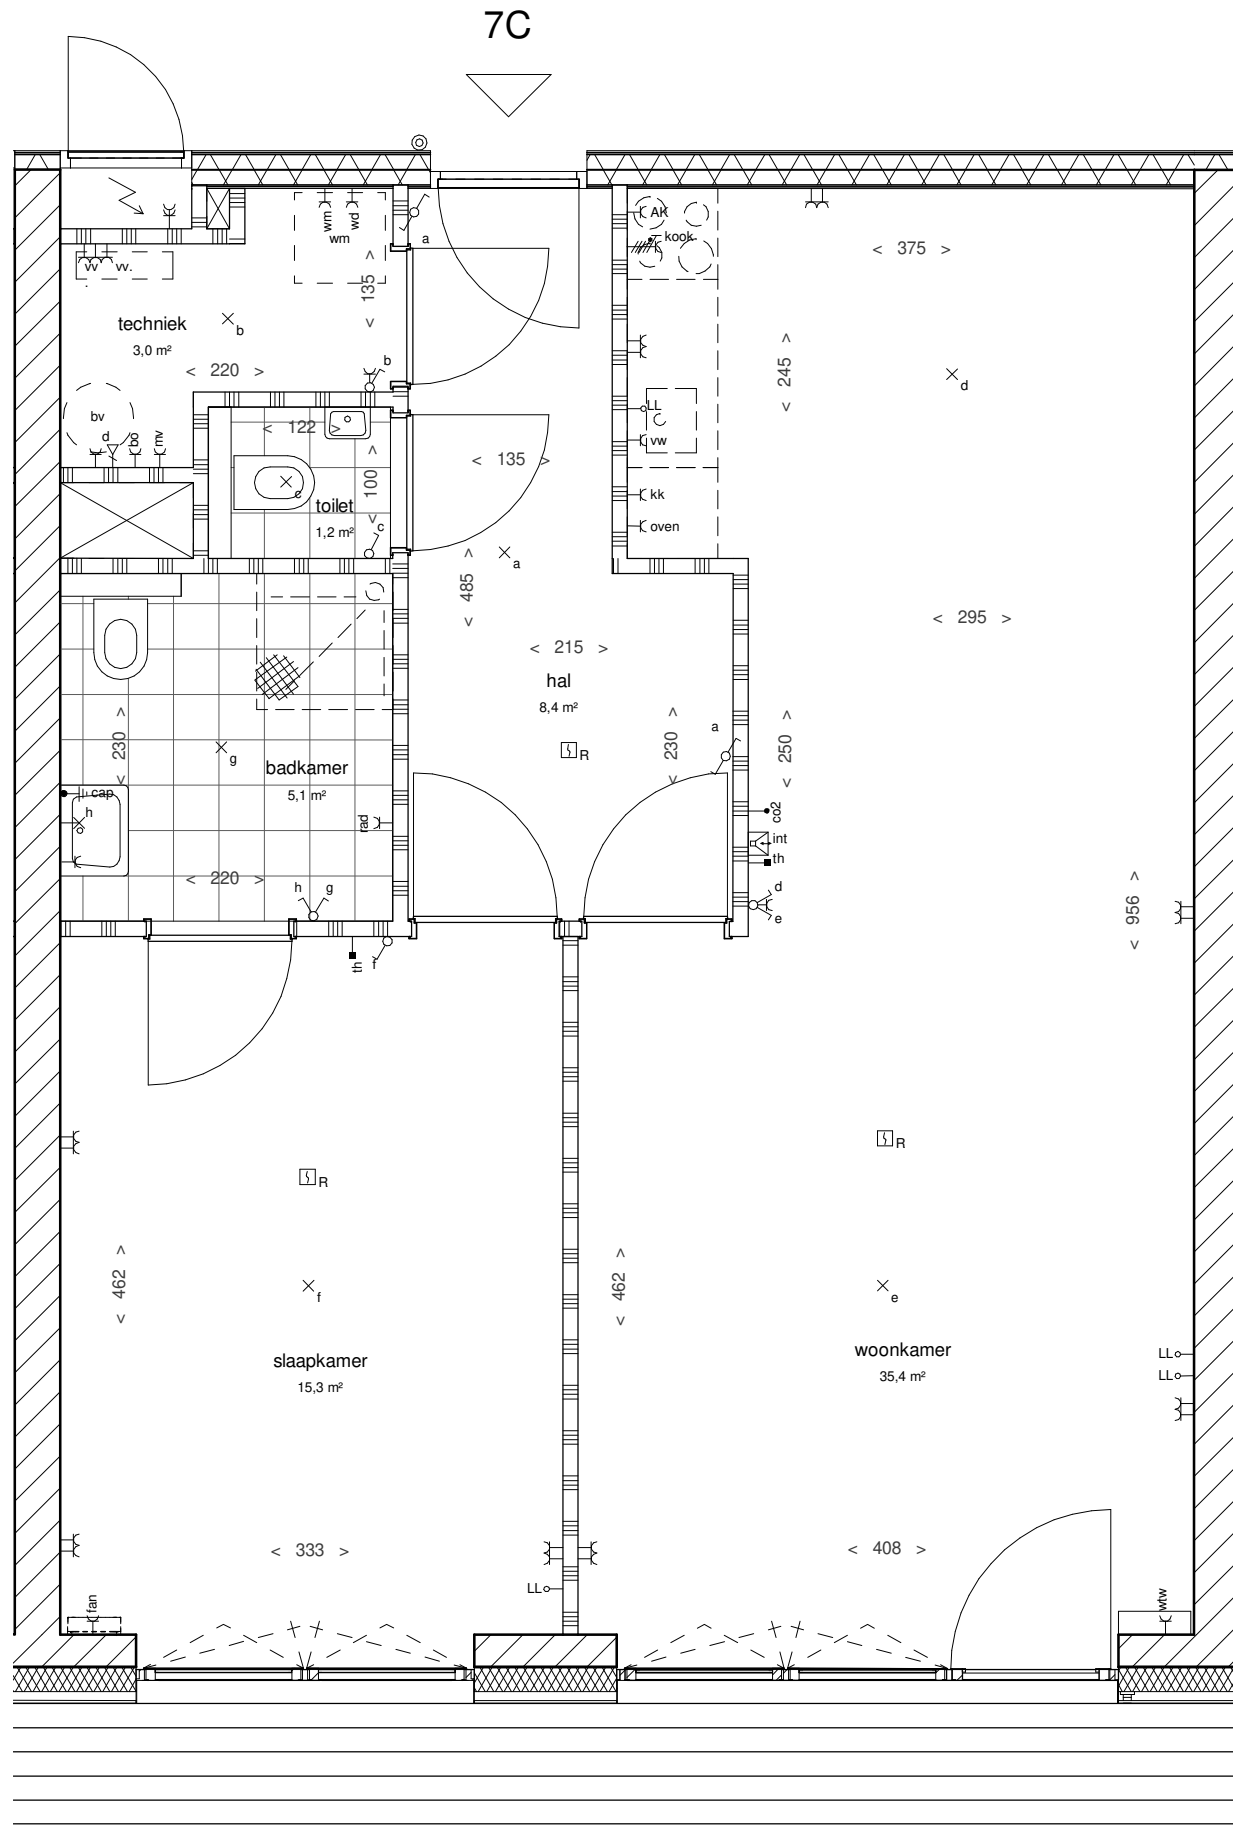 7C
a
wm
wd
wm
AK
kook
< 375 >
< 135 >
vv
vv.
techniek
3,0 m²
b
< 220 >
b
< 245 >
d
bv
d
bo
mv
< 122 >
LL
vw
< 135 >
< 100 >
c
toilet
1,2 m²
c
kk
oven
a
< 485 >
< 295 >
< 215 >
hal
8,4 m²
< 230 >
g
badkamer
5,1 m²
R
< 230 >
a
< 250 >
cap
h
rad
co2
int
th
< 220 >
h
g
d
e
< 956 >
th
f
R
R
< 462 >
f
< 462 >
e
slaapkamer
15,3 m²
woonkamer
35,4 m²
LL
LL
< 333 >
< 408 >
LL
fan
wtw